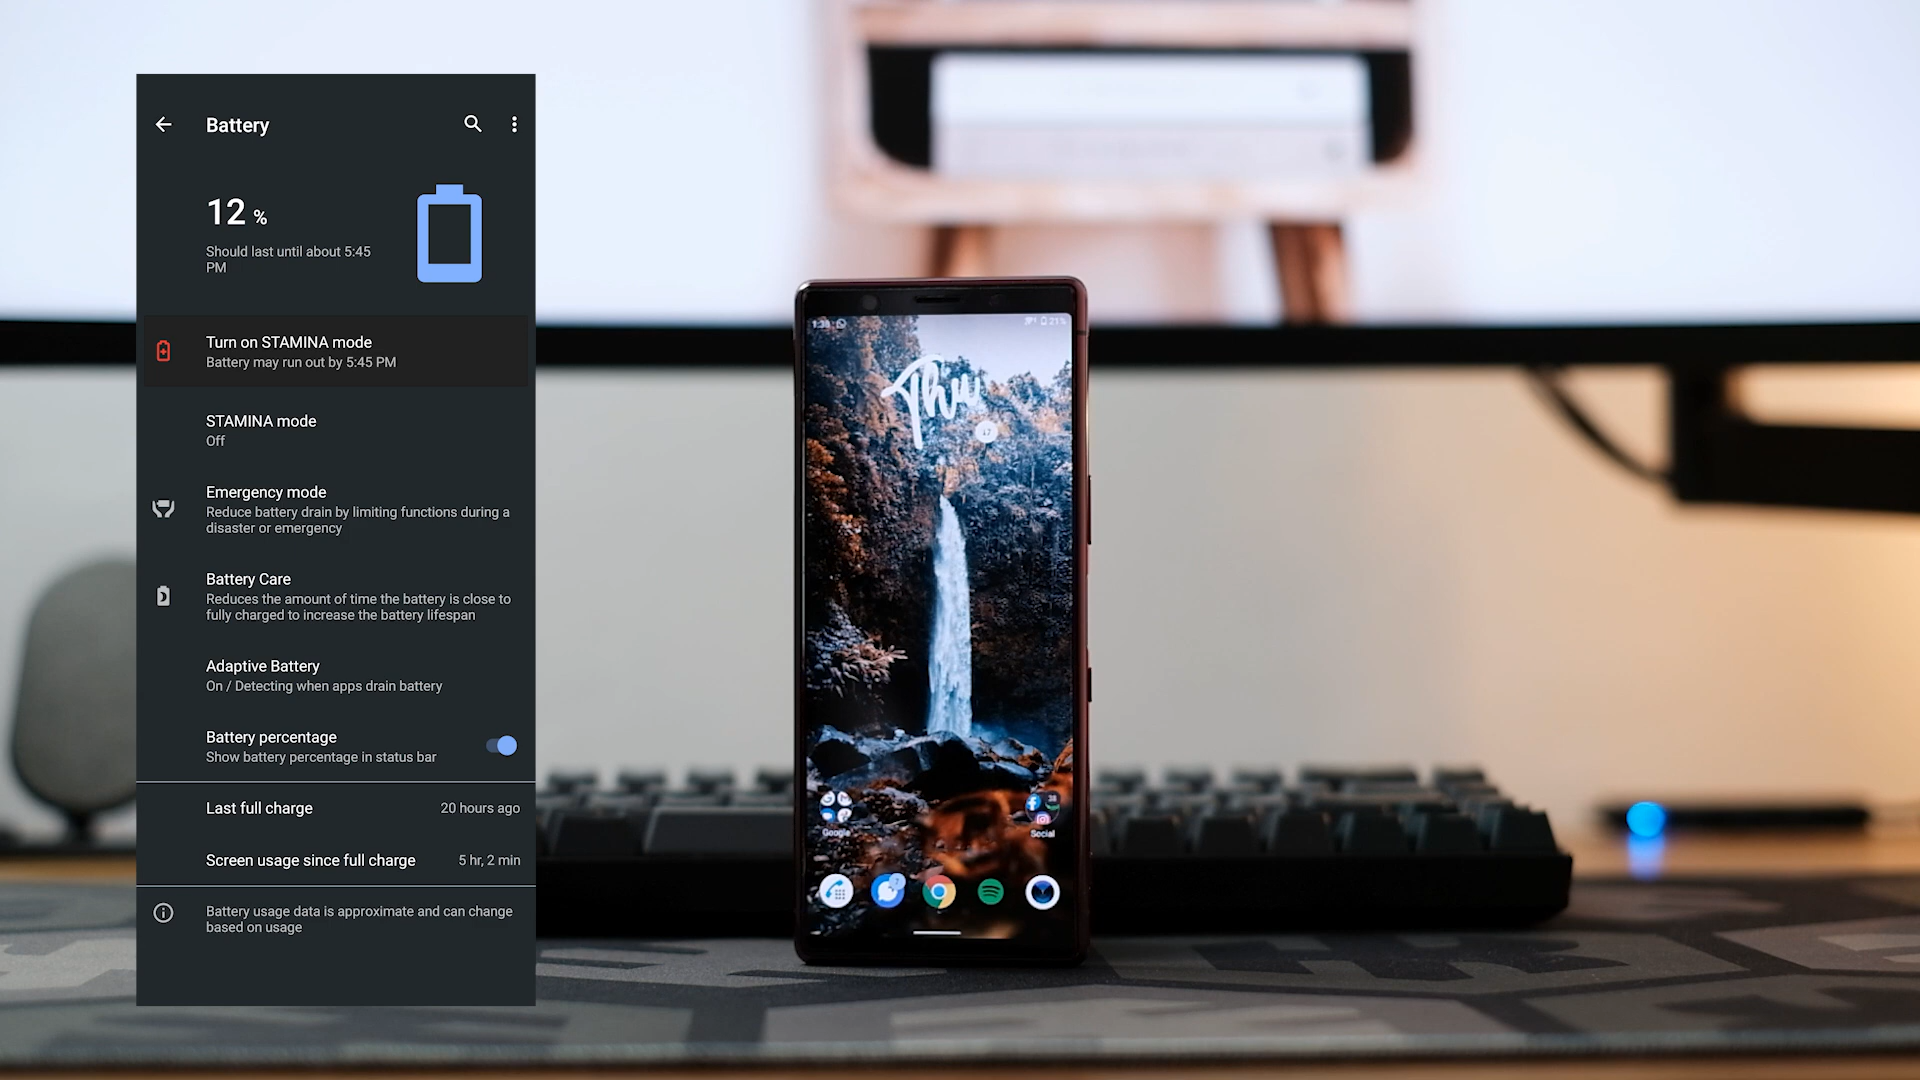 Battery
12 %
Should last until about 5:45
PM
Turn on STAMINA mode
Battery may run out by 5:45 PM
STAMINA mode
Off
Emergency mode
Reduce battery drain by limiting functions during a
disaster or emergency
Battery Care
Reduces the amount of time the battery is close to
fully charged to increase the battery lifespan
Adaptive Battery
On / Detecting when apps drain battery
Battery percentage
Show battery percentage in status bar
Last full charge 20 hours ago
Screen usage since full charge 5 hr, 2 min
Battery usage data is approximate and can change
based on usage
21%
Thu
Google Social